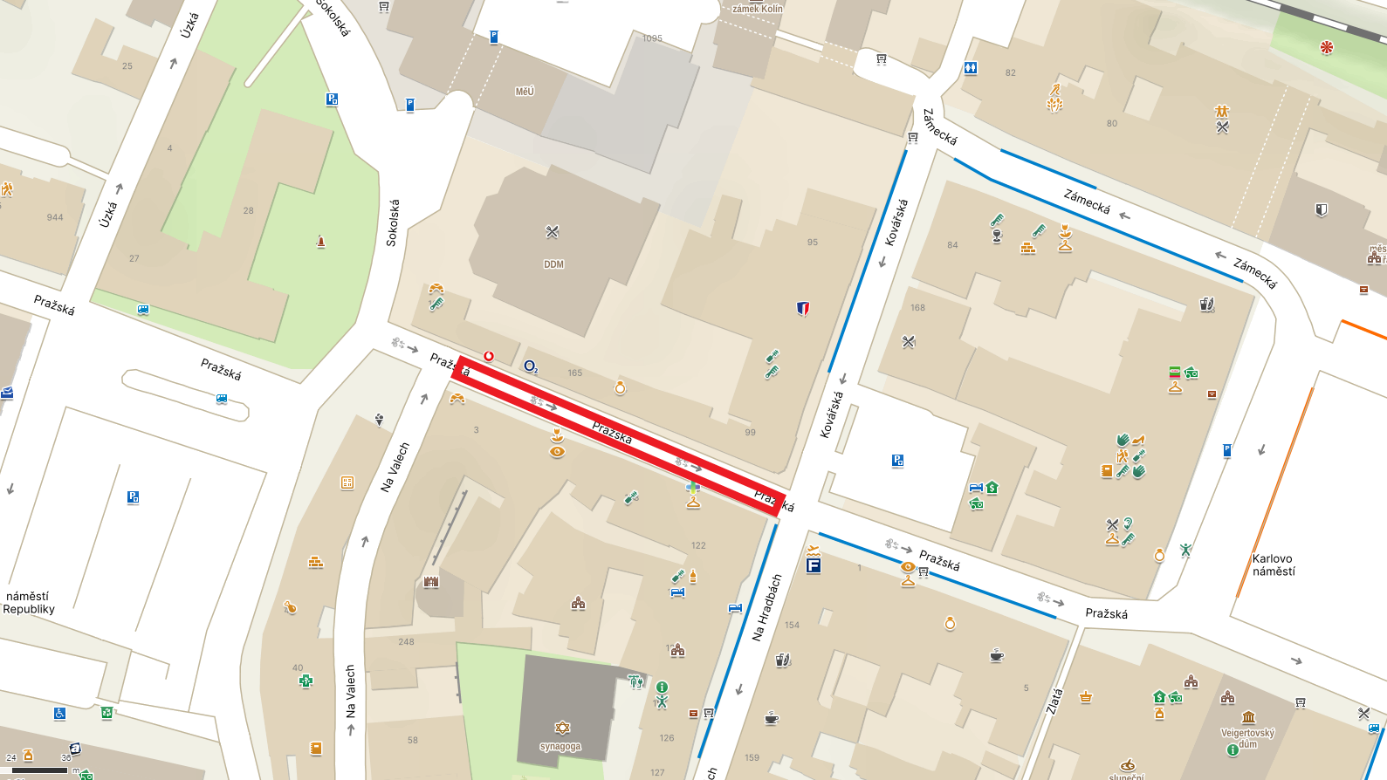 Úzká
Sokolská
zámek Kolín
1095
25
MěÚ
82
80
Zámecká
4
944
Úzká
28
Sokolská
27
DDM
95
Kovářská
84
Zámecká
Zámecká
168
Pražská
Pražská
Pražská
O2
165
Pražská
3
99
Kovářská
Pražská
Na Valech
122
F
1
Pražská
Karlovo
náměstí
náměstí
Republiky
248
Na Hradbách
154
Pražská
40
Na Valech
5
Zlatá
58
synagoga
126
127
159
Veigertovský
dům
sluneční
24
36
m